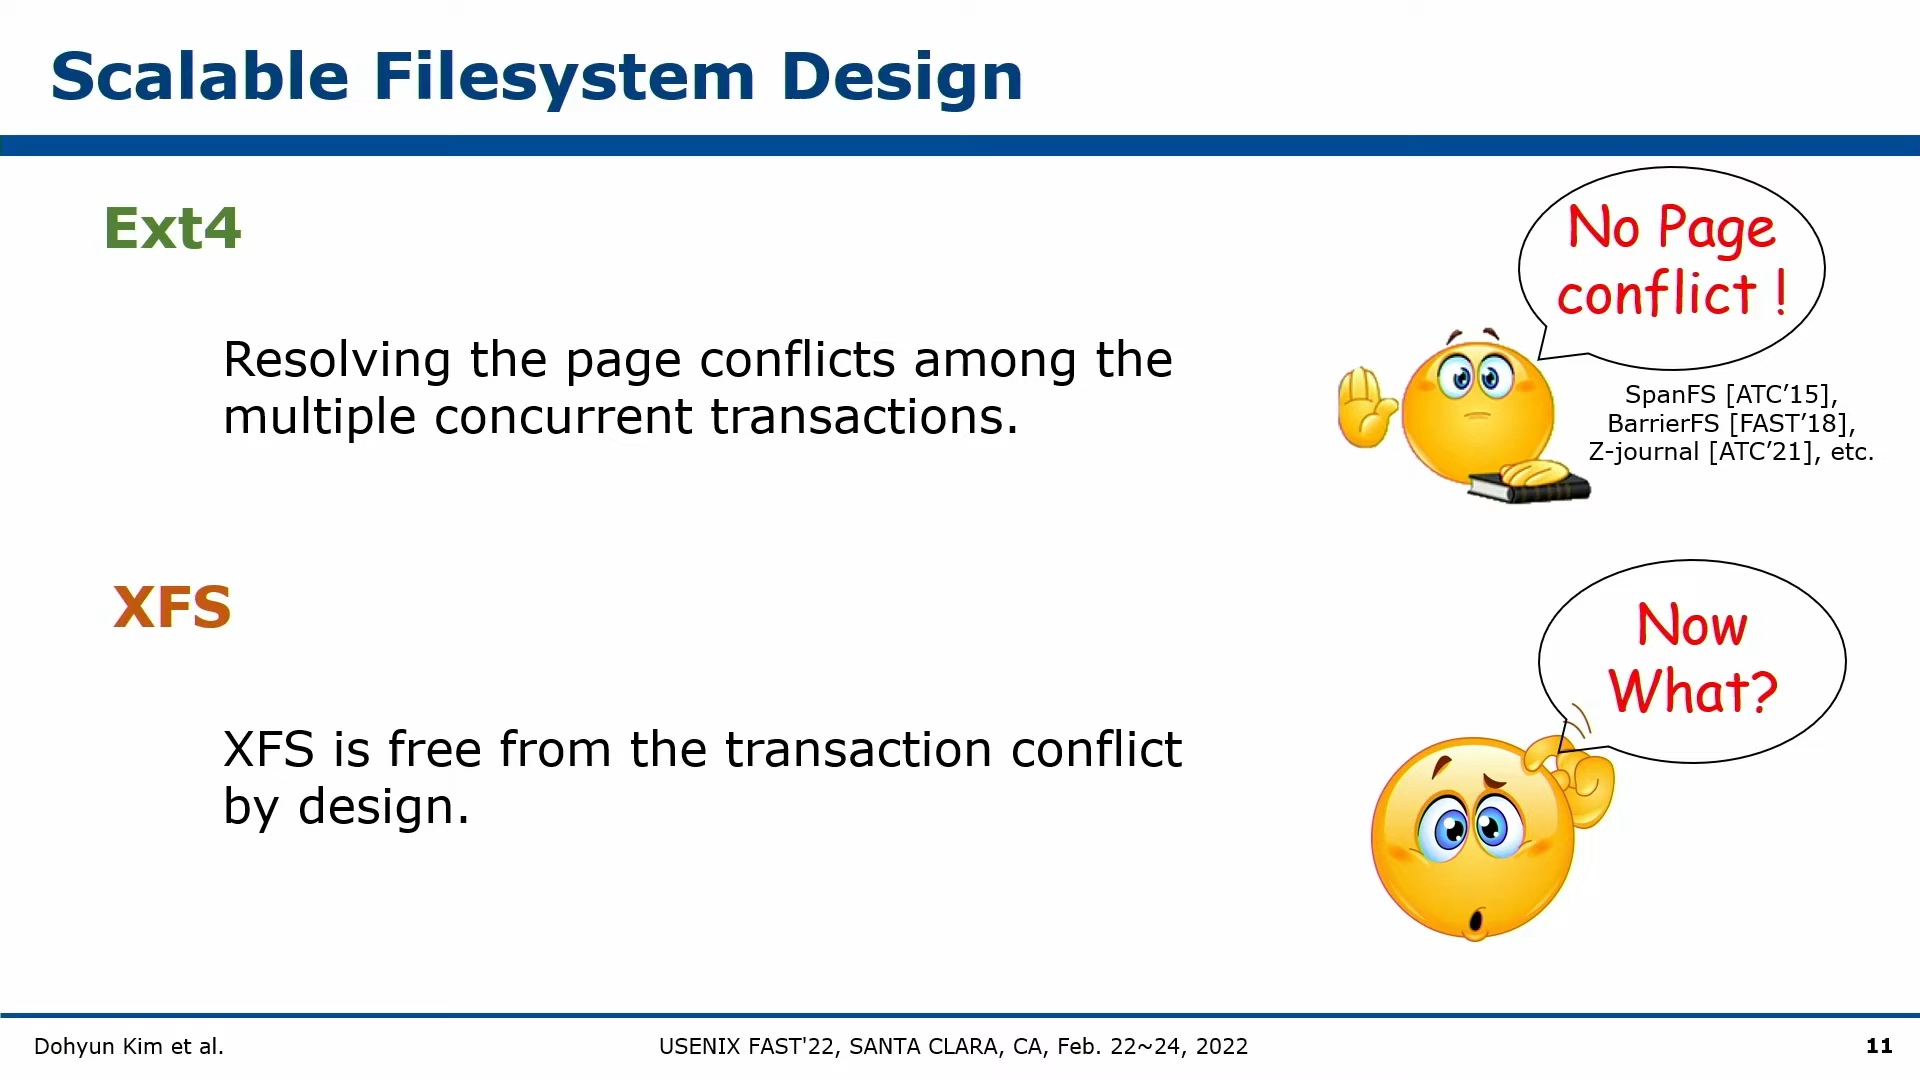 Scalable Filesystem Design
Ext4
No Page
conflict !
Resolving the page conflicts among the
multiple concurrent transactions.
SpanFS [ATC’15],
BarrierFS [FAST’18],
Z-journal [ATC’21], etc.
XFS
Now
What?
XFS is free from the transaction conflict
by design.
Dohyun Kim et al.
USENIX FAST'22, SANTA CLARA, CA, Feb. 22~24, 2022
11